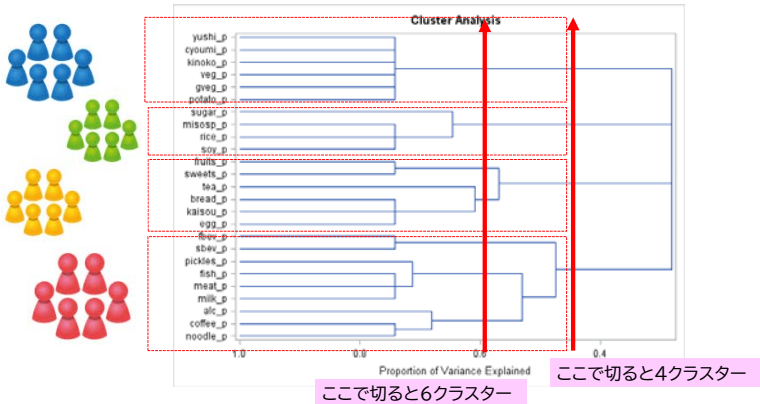 Cluster Analysis
yushi_p
cyoumi_p
kinoko_p
veg_p
gveg_p
potato_p
sugar_p
misosp_p
rice_p
soy_p
fruits_p
sweets_p
tea_p
bread_p
kaisou_p
egg_p
fbev_p
sbev_p
pickles_p
fish_p
meat_p
milk_p
alc_p
coffee_p
noodle_p
1.0 0.8 0.6 0.4
Proportion of Variance Explained
ここで切ると4クラスター
ここで切ると6クラスター